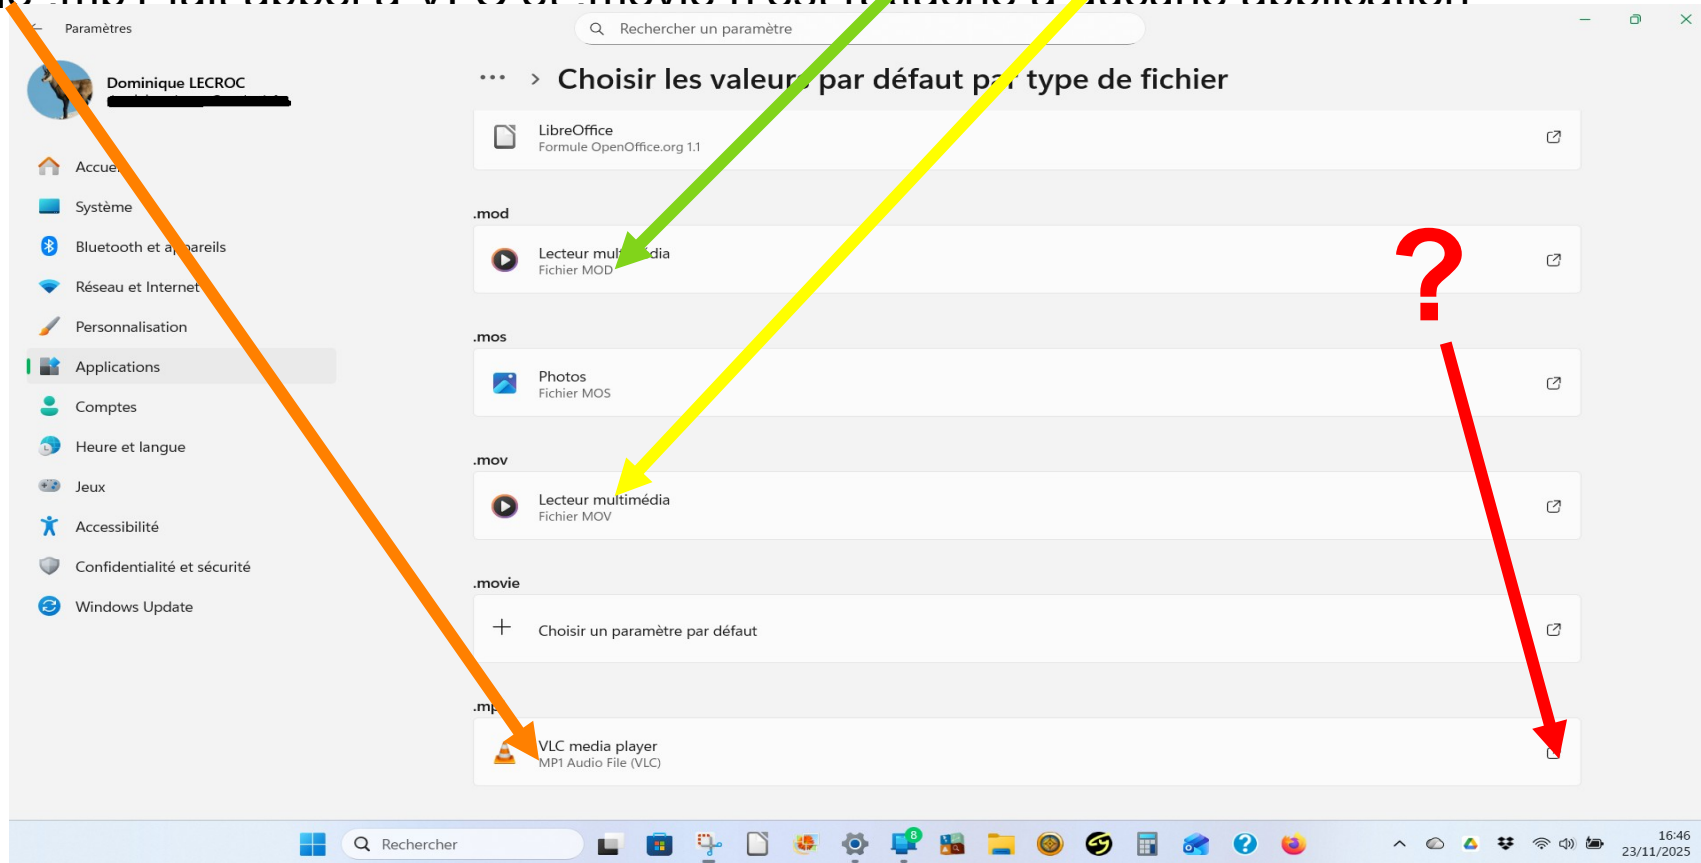 Paramètres
Rechercher un paramètre
Dominique LECROC
Choisir les valeurs par défaut par type de fichier
LibreOffice
Formule OpenOffice.org 1.1
Accueil
Système
.mod
Bluetooth et appareils
Lecteur multimédia
Fichier MOD
?
Réseau et Internet
Personnalisation
.mos
Applications
Photos
Fichier MOS
Comptes
Heure et langue
.mov
Jeux
Lecteur multimédia
Fichier MOV
Accessibilité
Confidentialité et sécurité
.movie
Windows Update
Choisir un paramètre par défaut
VLC media player
MP1 Audio File (VLC)
Rechercher
8
16:46
23/11/2025